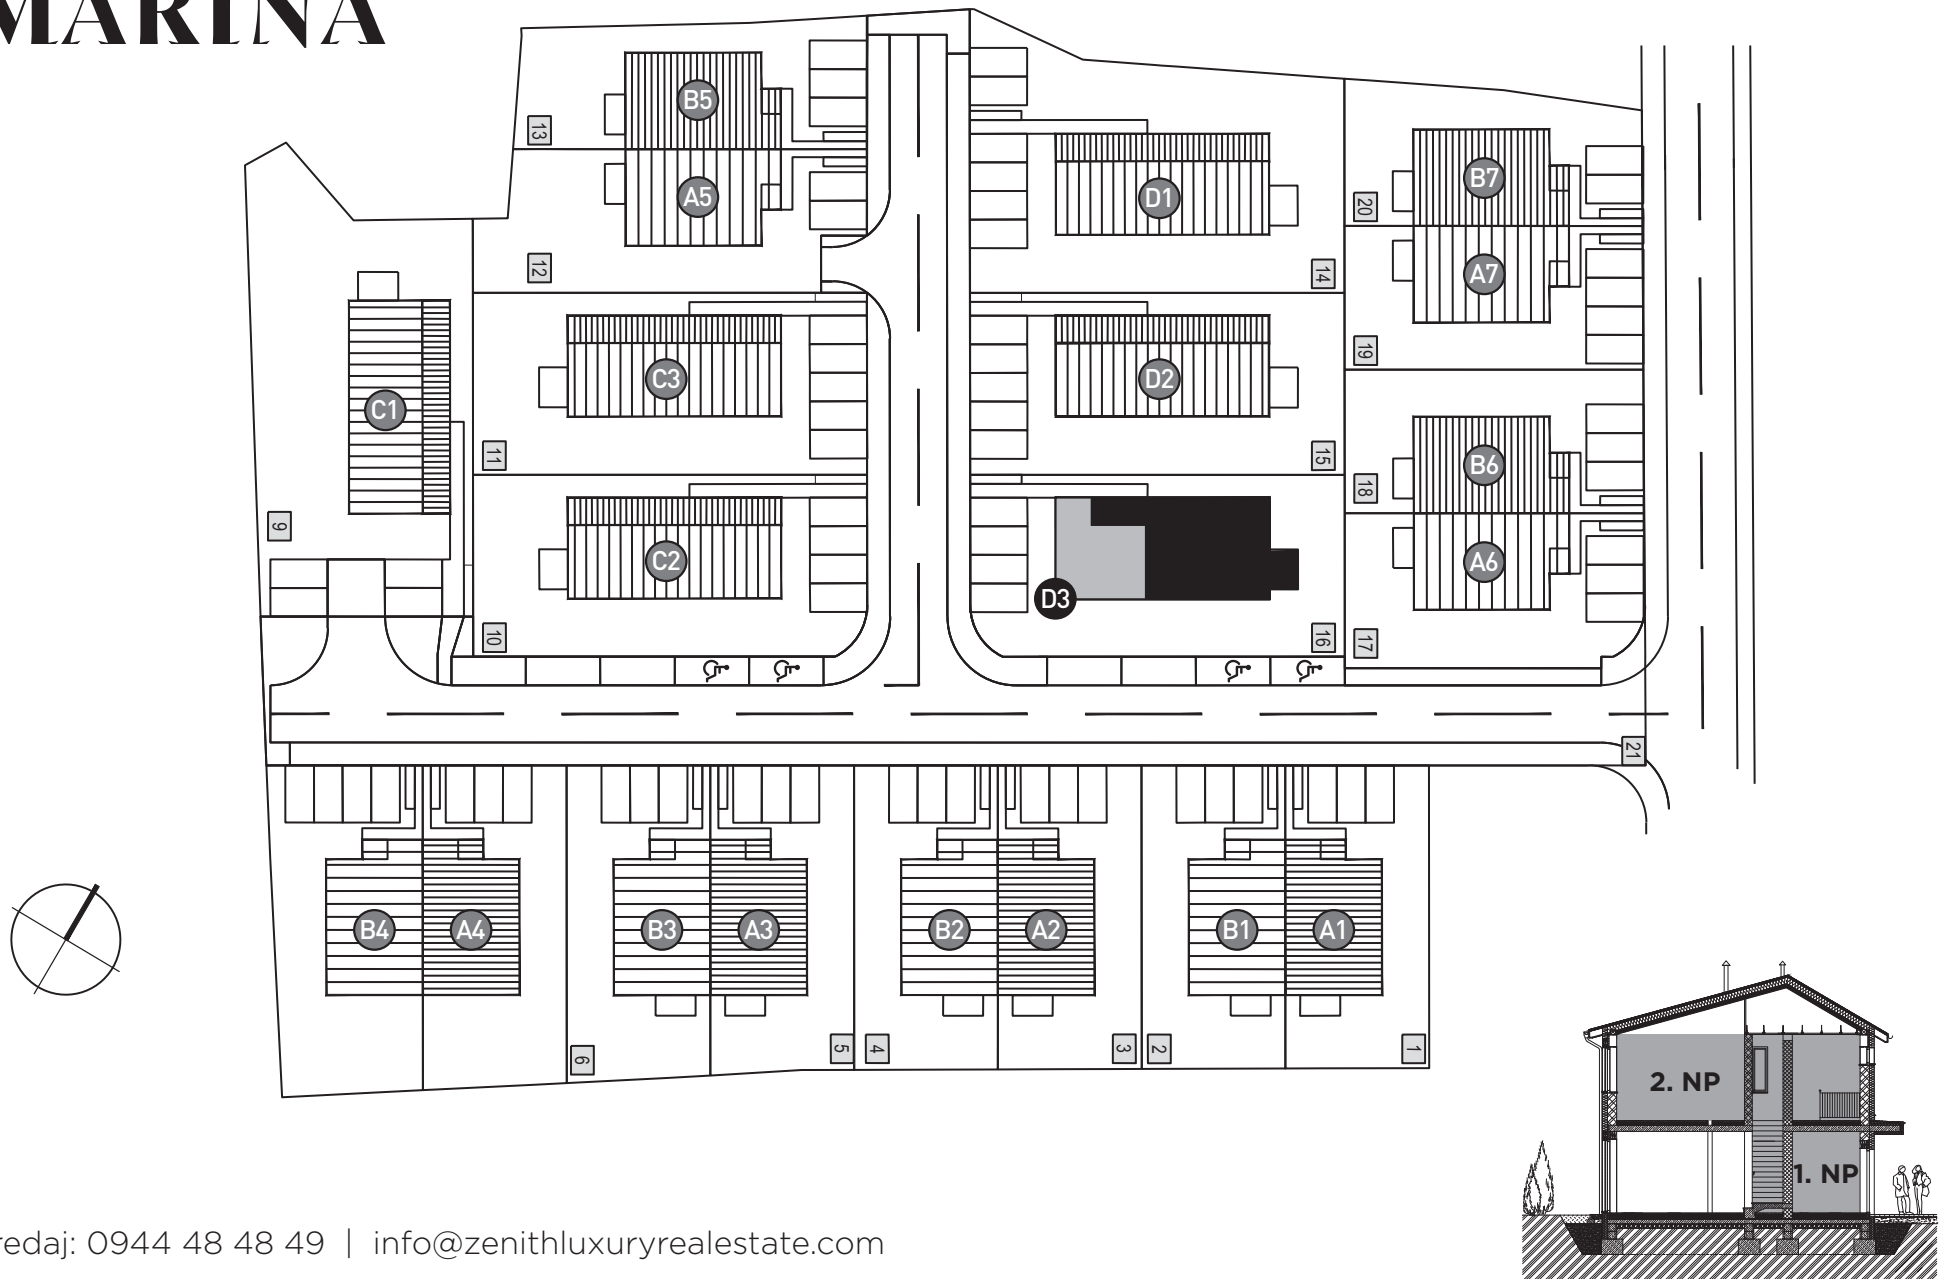 MARINA
B5
13
A5
12
D1
14
B7
20
A7
19
C1
C3
11
D2
15
B6
18
9
C2
10
D3
16
A6
17
21
B4
A4
B3
A3
B2
A2
B1
A1
6
5
4
3
2
1
2. NP
1. NP
redaj: 0944 48 48 49 | info@zenithluxuryrealestate.com